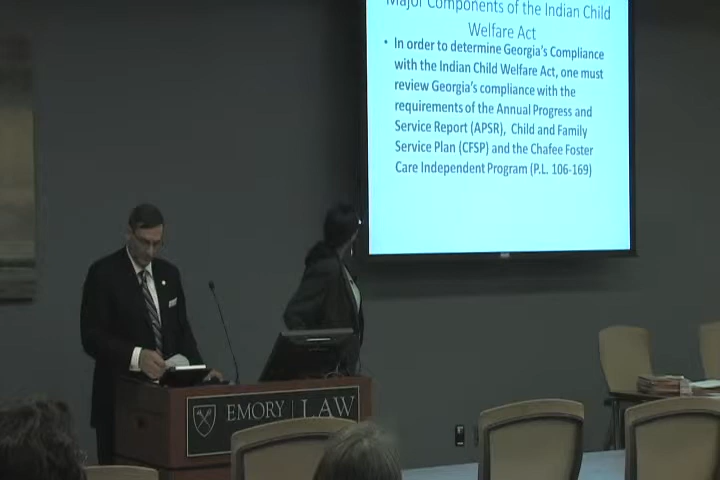 Major Components of the Indian Child
Welfare Act
• In order to determine Georgia's Compliance
with the Indian Child Welfare Act, one must
review Georgia's compliance with the
requirements of the Annual Progress and
Service Report (APSR), Child and Family
Service Plan (CFSP) and the Chafee Foster
Care Independent Program (P.L. 106-169)
EMORY | LAW